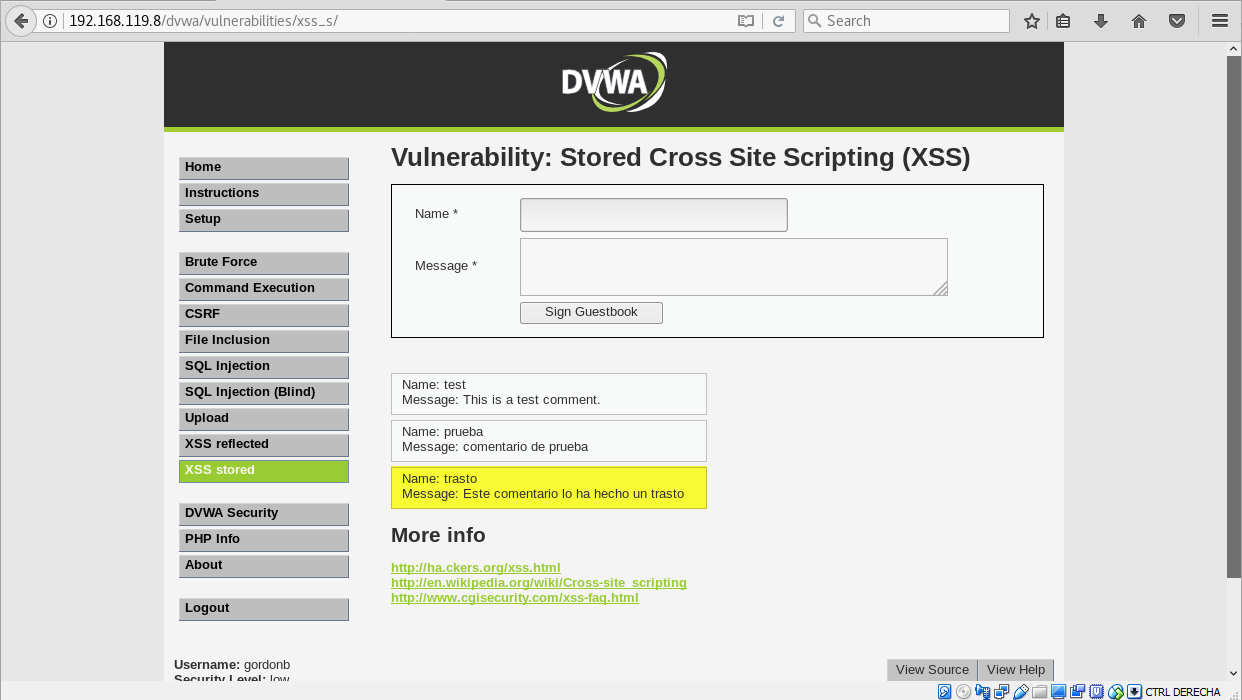 192.168.119.8/dvwa/vulnerabilities/xss_s/
Search
DVWA
Vulnerability: Stored Cross Site Scripting (XSS)
Home
Instructions
Setup
Brute Force
Command Execution
CSRF
File Inclusion
SQL Injection
SQL Injection (Blind)
Upload
XSS reflected
XSS stored
DVWA Security
PHP Info
About
Logout
Name *
Message *
Sign Guestbook
Name: test
Message: This is a test comment.
Name: prueba
Message: comentario de prueba
Name: trasto
Message: Este comentario lo ha hecho un trasto
More info
http://ha.ckers.org/xss.html
http://en.wikipedia.org/wiki/Cross-site_scripting
http://www.cgisecurity.com/xss-faq.html
Username: gordonb
Security Level: low
View Source
View Help
CTRL DERECHA